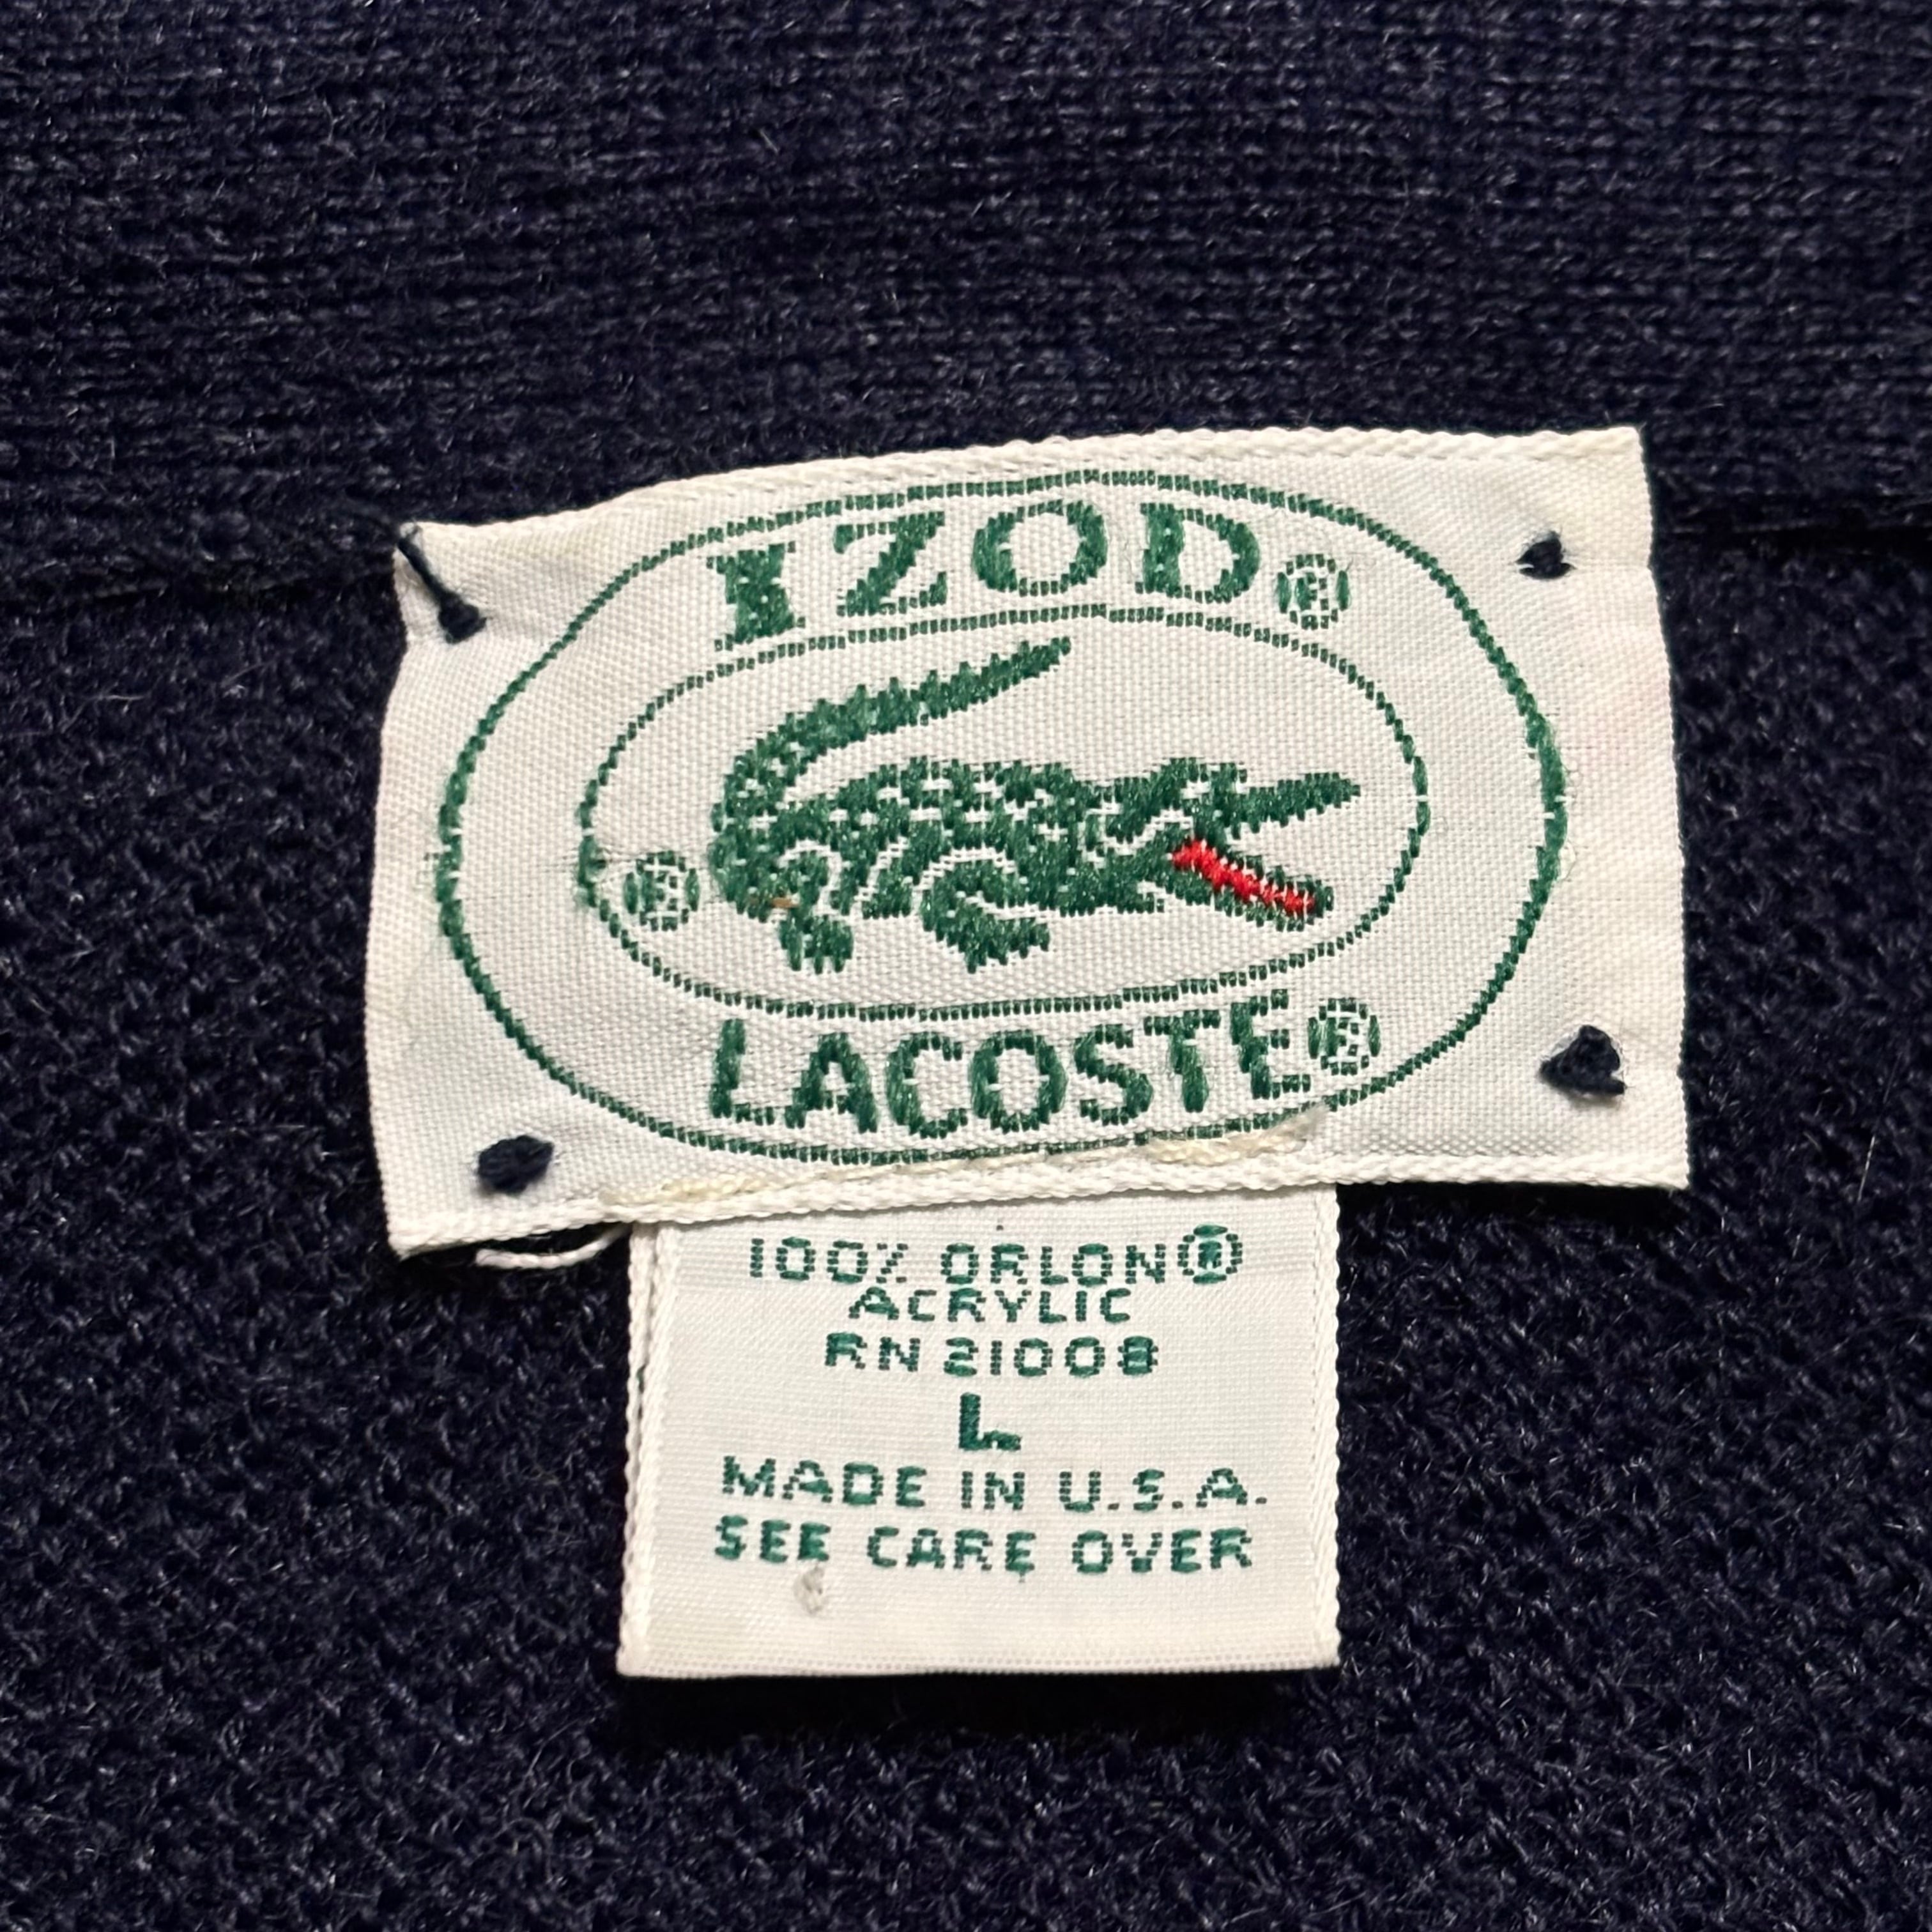 IZOD®
®
LACOSTE®
100% ORLON®
ACRYLIC
RN 21008
L
MADE IN U.S.A.
SEE CARE OVER